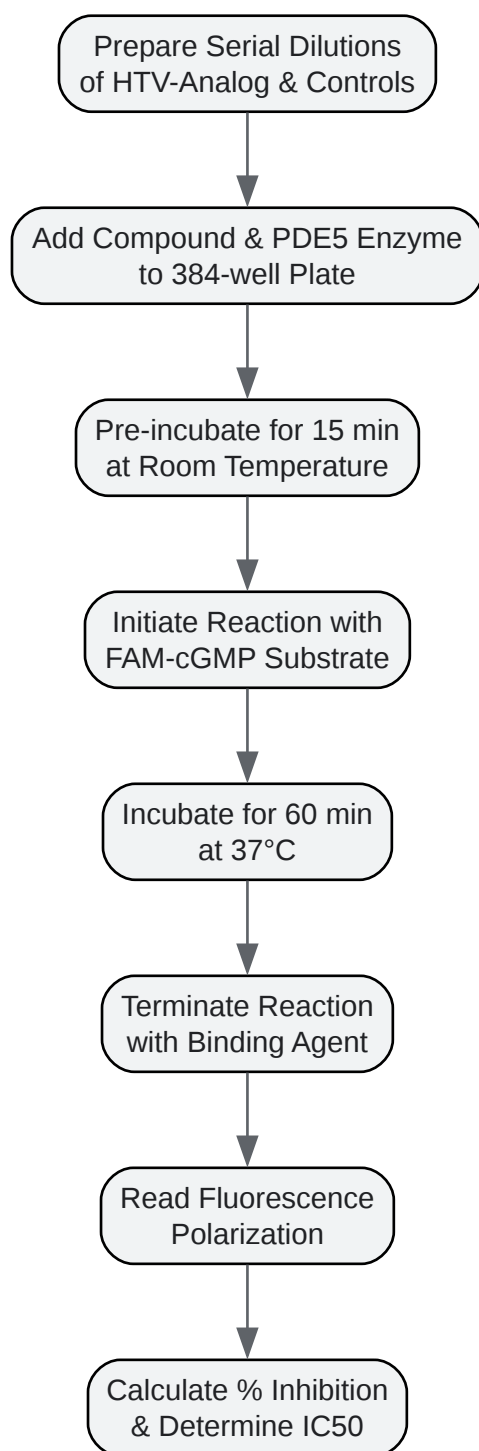 Prepare Serial Dilutions
of HTV-Analog & Controls
Add Compound & PDE5 Enzyme
to 384-well Plate
Pre-incubate for 15 min
at Room Temperature
Initiate Reaction with
FAM-cGMP Substrate
Incubate for 60 min
at 37°C
Terminate Reaction
with Binding Agent
Read Fluorescence
Polarization
Calculate % Inhibition
& Determine IC50